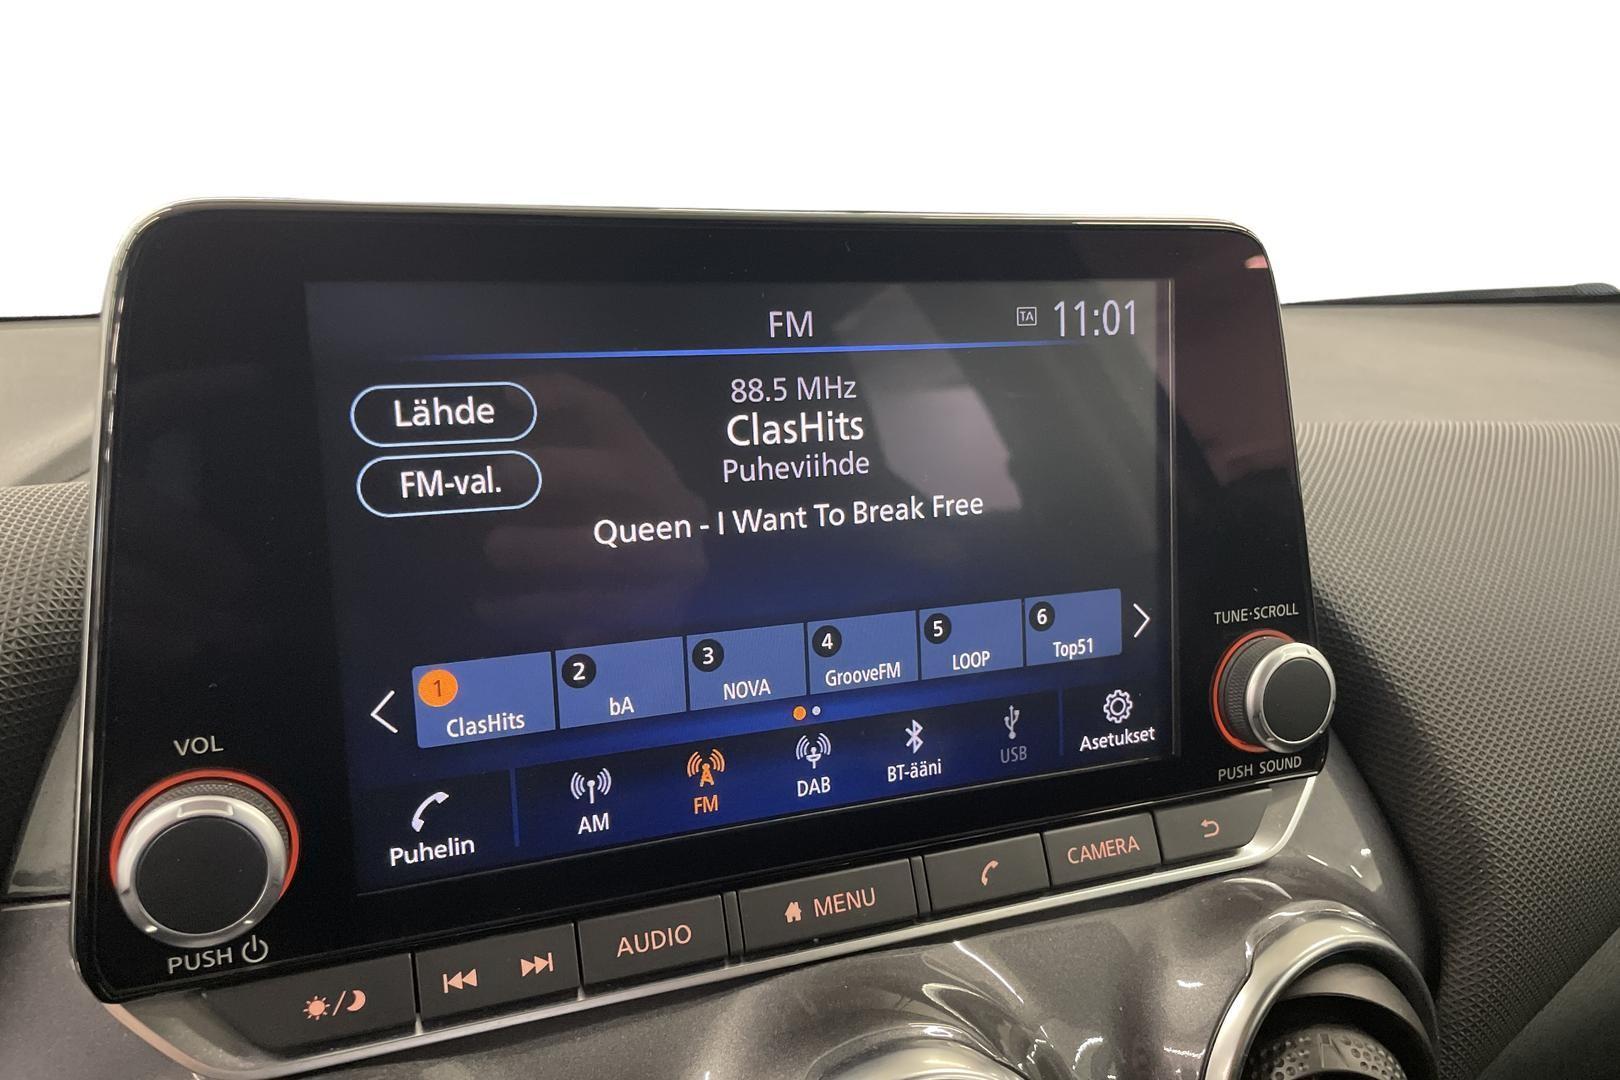 FM
TA 11:01
Lähde
88.5 MHz
ClasHits
FM-val.
Puheviihde
Queen - I Want To Break Free
1 ClasHits
2 bA
3 NOVA
4 GrooveFM
5 LOOP
6 Top51
Puhelin
AM
FM
DAB
BT-ääni
USB
Asetukset
VOL
PUSH
TUNE·SCROLL
PUSH SOUND
AUDIO
MENU
CAMERA